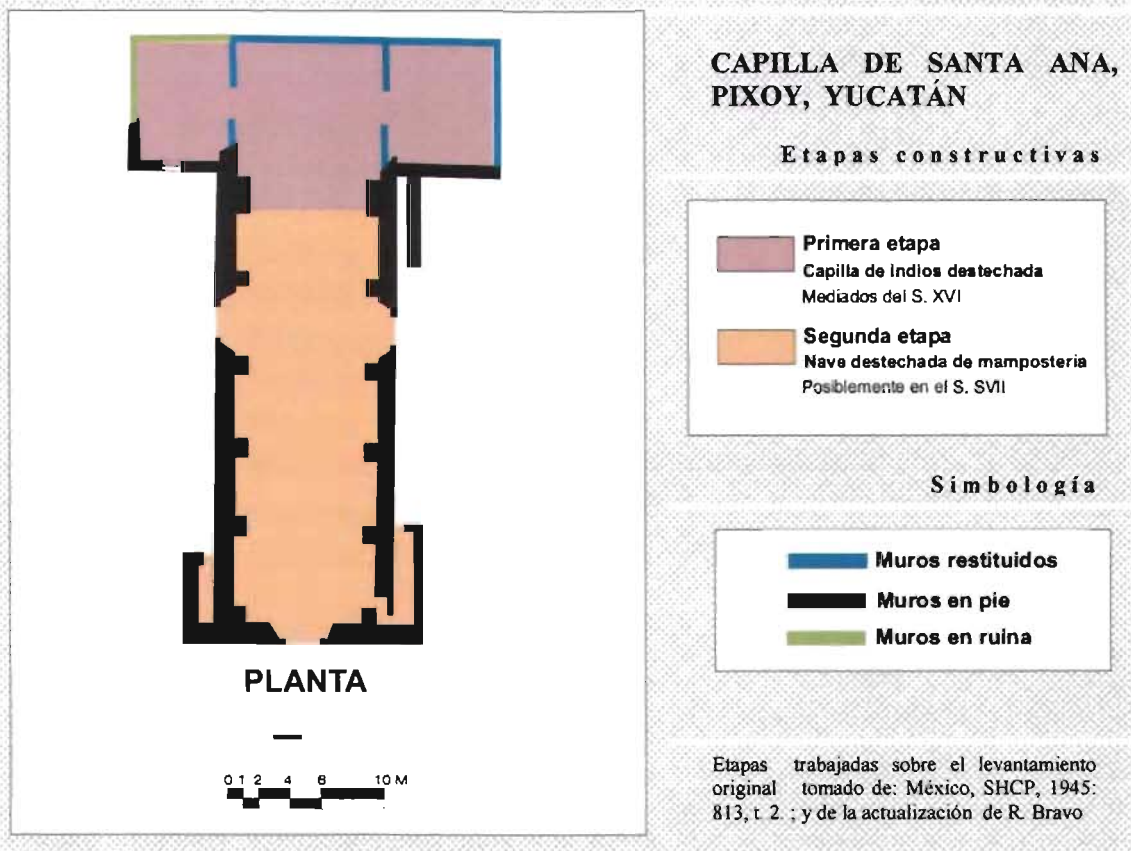 CAPILLA DE SANTA ANA,
PIXOY, YUCATÁN
Etapas constructivas
Primera etapa
Capilla de indios destechada
Mediados del S. XVI
Segunda etapa
Nave destechada de mampostería
Posiblemente en el S. SVII
Simbología
Muros restituidos
Muros en pie
Muros en ruina
PLANTA
0 1 2 4 6 10 M
Etapas trabajadas sobre el levantamiento
original tomado de: México, SHCP, 1945:
813, t. 2. ; y de la actualización de R. Bravo